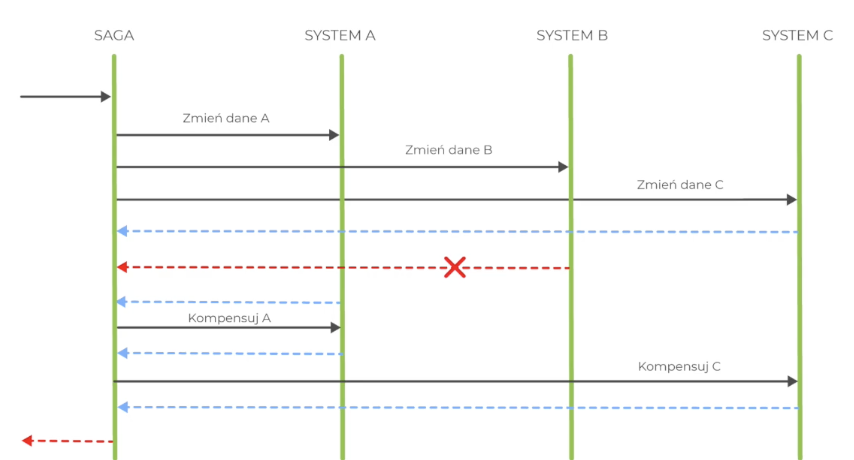 SAGA
SYSTEM A
SYSTEM B
SYSTEM C
Zmień dane A
Zmień dane B
Zmień dane C
Kompensuj A
Kompensuj C